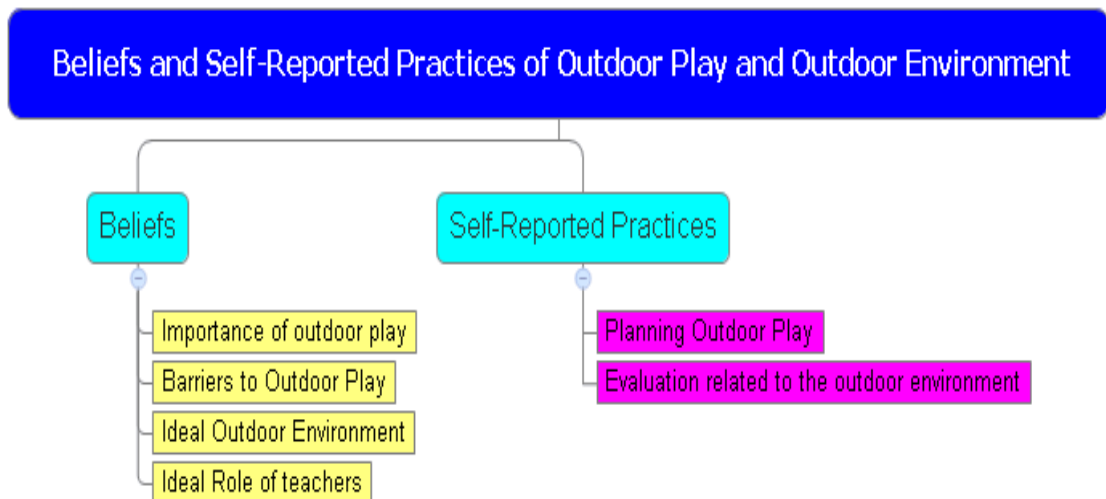 Beliefs and Self-Reported Practices of Outdoor Play and Outdoor Environment
Beliefs
Self-Reported Practices
Importance of outdoor play
Barriers to Outdoor Play
Ideal Outdoor Environment
Ideal Role of teachers
Planning Outdoor Play
Evaluation related to the outdoor environment